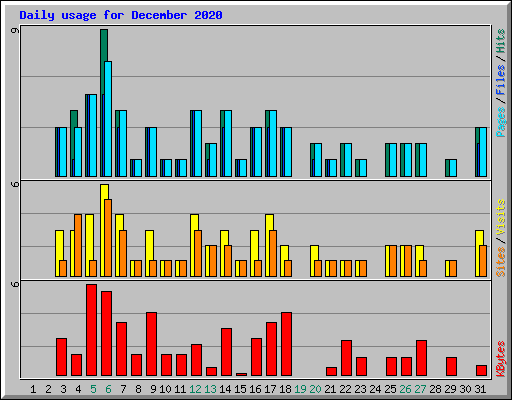 Daily usage for December 2020
9
6
6
Pages / Files / Hits
Sites / Visits
KBytes
1 2 3 4 5 6 7 8 9 10 11 12 13 14 15 16 17 18 19 20 21 22 23 24 25 26 27 28 29 30 31